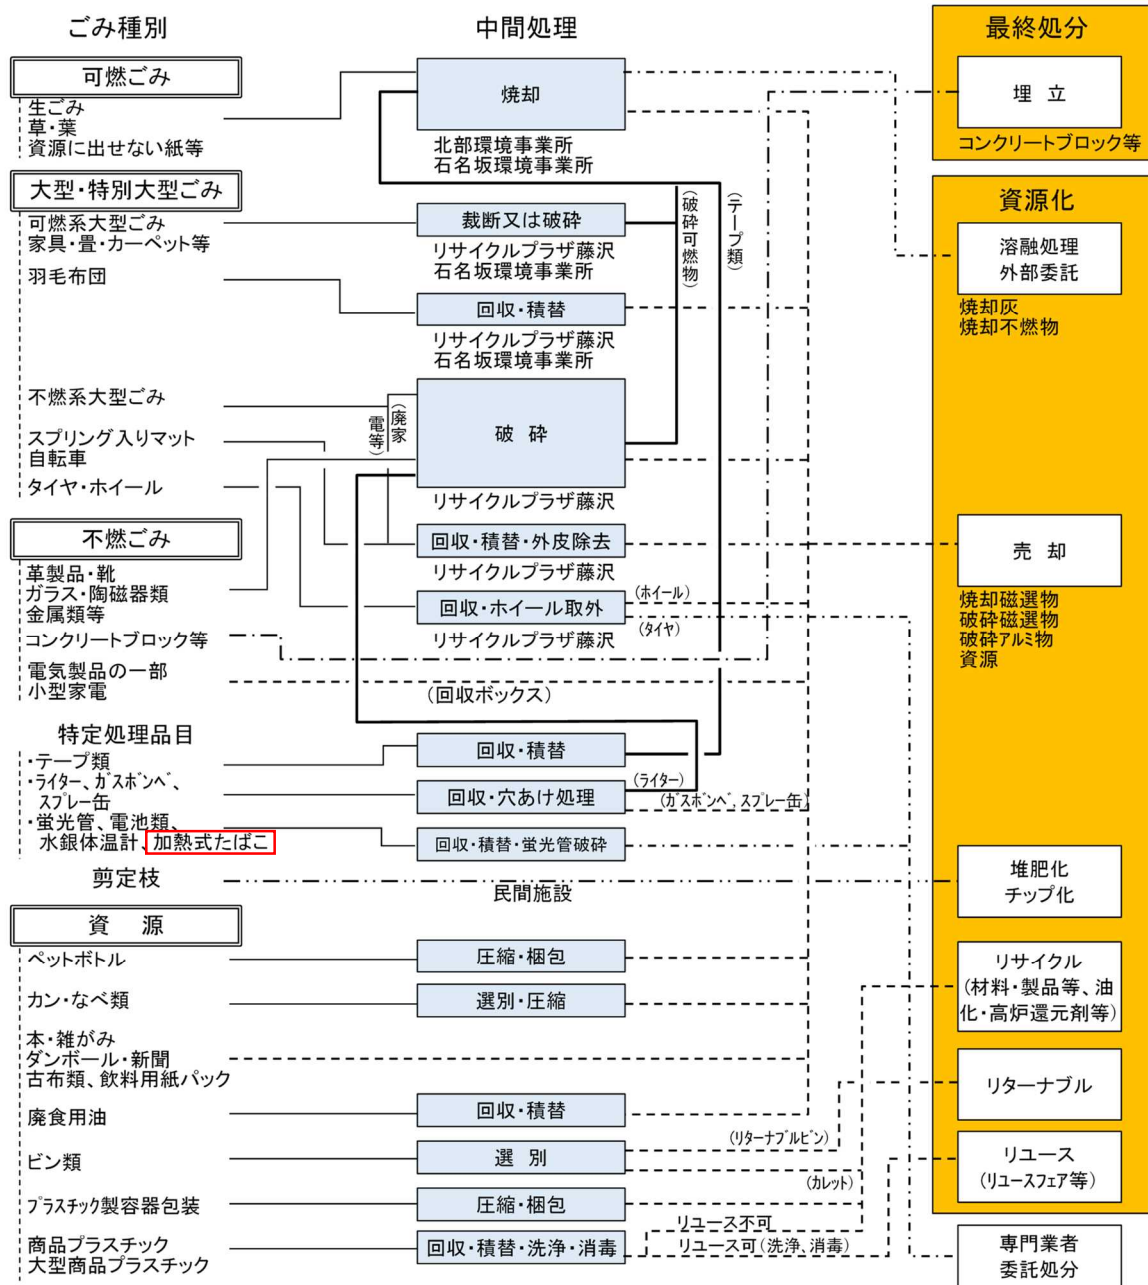 ごみ種別
中間処理
最終処分
可燃ごみ
生ごみ
草・葉
資源に出せない紙等
焼却
北部環境事業所
石名坂環境事業所
埋 立
コンクリートブロック等
大型・特別大型ごみ
可燃系大型ごみ
家具・畳・カーペット等
裁断又は破砕
リサイクルプラザ藤沢
石名坂環境事業所
(破砕可燃物)
(テープ類)
資源化
溶融処理
外部委託
焼却灰
焼却不燃物
羽毛布団
回収・積替
リサイクルプラザ藤沢
石名坂環境事業所
不燃系大型ごみ
(廃家
電等)
破 砕
リサイクルプラザ藤沢
スプリング入りマット
自転車
タイヤ・ホイール
回収・積替・外皮除去
リサイクルプラザ藤沢
売 却
焼却磁選物
破砕磁選物
破砕アルミ物
資源
不燃ごみ
革製品・靴
ガラス・陶磁器類
金属類等
回収・ホイール取外
(ホイール)
(タイヤ)
リサイクルプラザ藤沢
コンクリートブロック等
電気製品の一部
小型家電
(回収ボックス)
特定処理品目
・テープ類
回収・積替
・ライター、ガスボンベ、
スプレー缶
回収・穴あけ処理
(ライター)
(ガスボンベ、スプレー缶)
・蛍光管、電池類、
水銀体温計、加熱式たばこ
回収・積替・蛍光管破砕
剪定枝
民間施設
堆肥化
チップ化
資 源
ペットボトル
圧縮・梱包
リサイクル
(材料・製品等、油
化・高炉還元剤等)
カン・なべ類
選別・圧縮
本・雑がみ
ダンボール・新聞
古布類、飲料用紙パック
リターナブル
廃食用油
回収・積替
(リターナブルビン)
ビン類
選 別
(カレット)
リユース
(リユースフェア等)
プラスチック製容器包装
圧縮・梱包
商品プラスチック
大型商品プラスチック
回収・積替・洗浄・消毒
リユース不可
リユース可(洗浄、消毒)
専門業者
委託処分